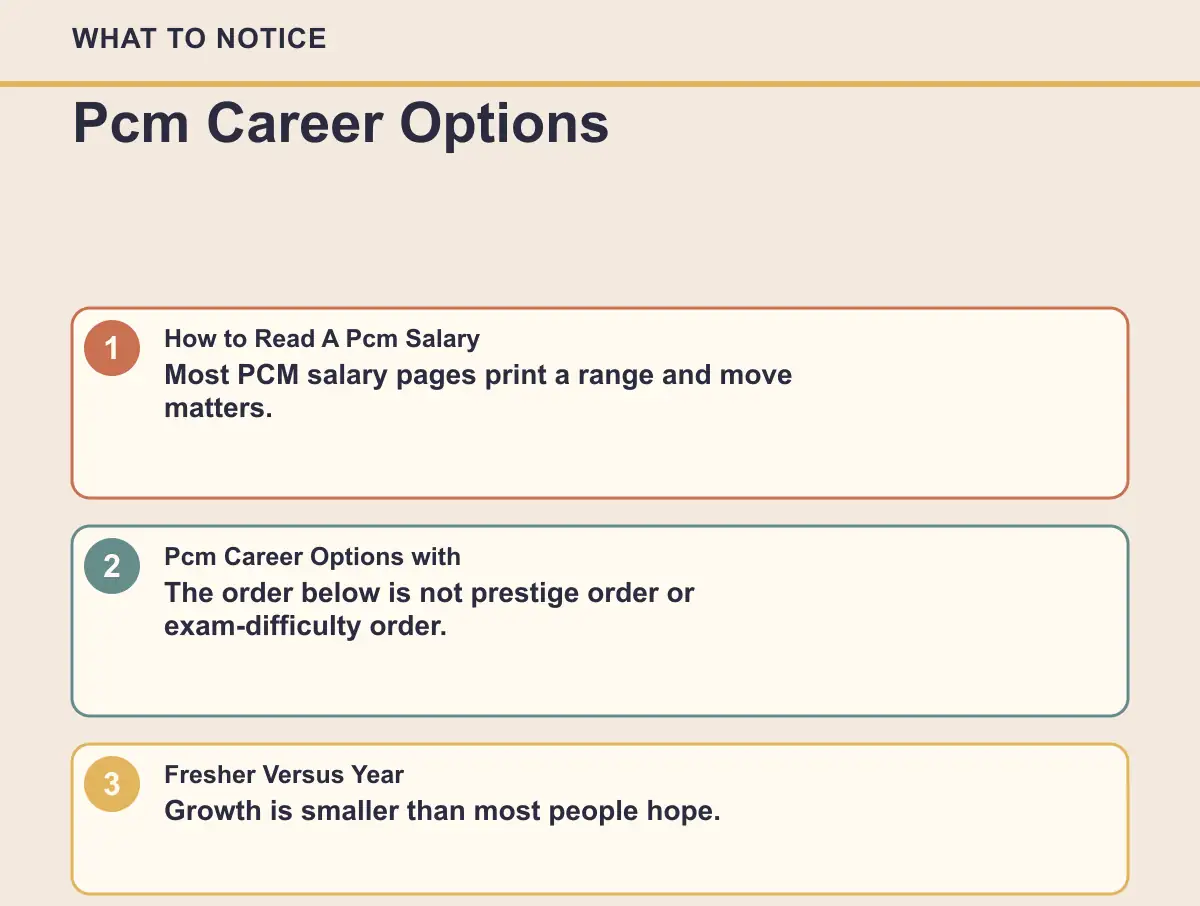 WHAT TO NOTICE
Pcm Career Options
1
How to Read A Pcm Salary
Most PCM salary pages print a range and move
matters.
2
Pcm Career Options with
The order below is not prestige order or
exam-difficulty order.
3
Fresher Versus Year
Growth is smaller than most people hope.